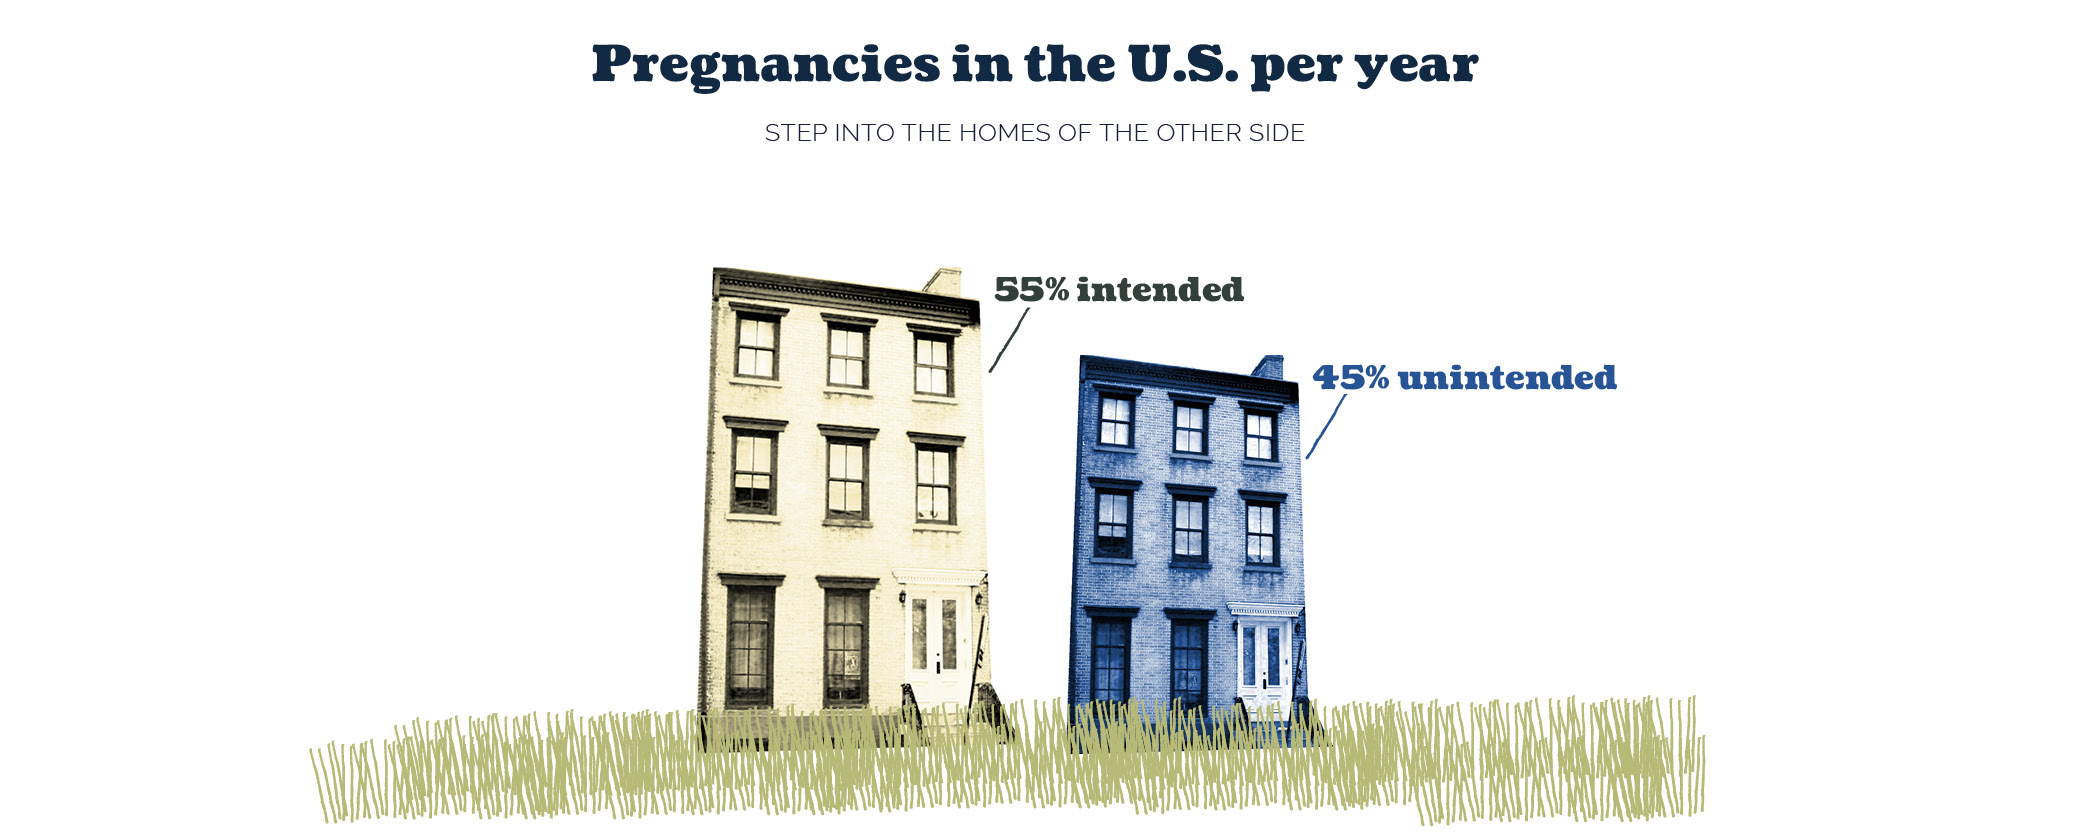 Pregnancies in the U.S. per year
STEP INTO THE HOMES OF THE OTHER SIDE
55% intended
45% unintended